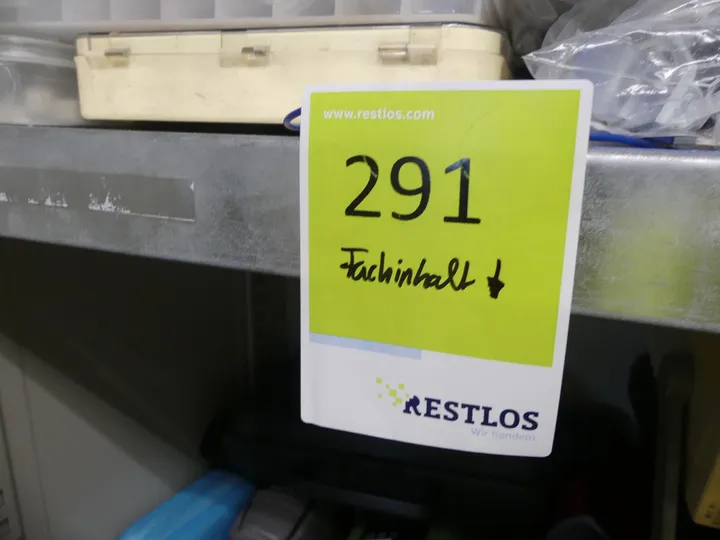 www.restlos.com
291
Fachinhalt ↓
RESTLOS
Wir handeln